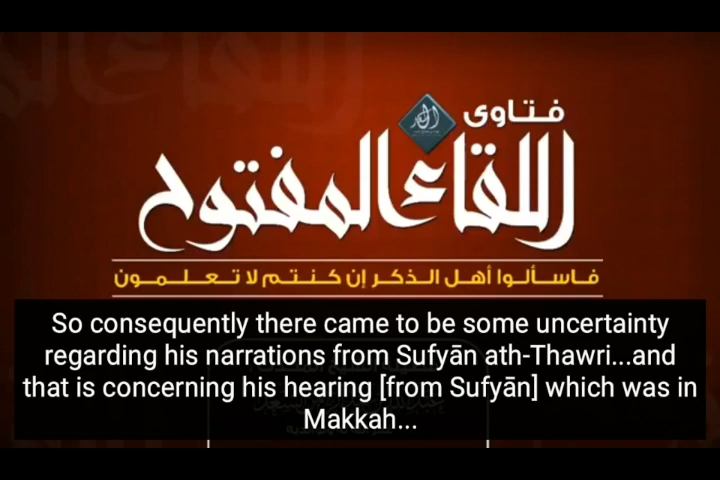 فتاوى
اللقاء المفتوح
فاسألوا أهل الذكر إن كنتم لا تعلمون
So consequently there came to be some uncertainty
regarding his narrations from Sufyān ath-Thawri...and
that is concerning his hearing [from Sufyān] which was in
Makkah...